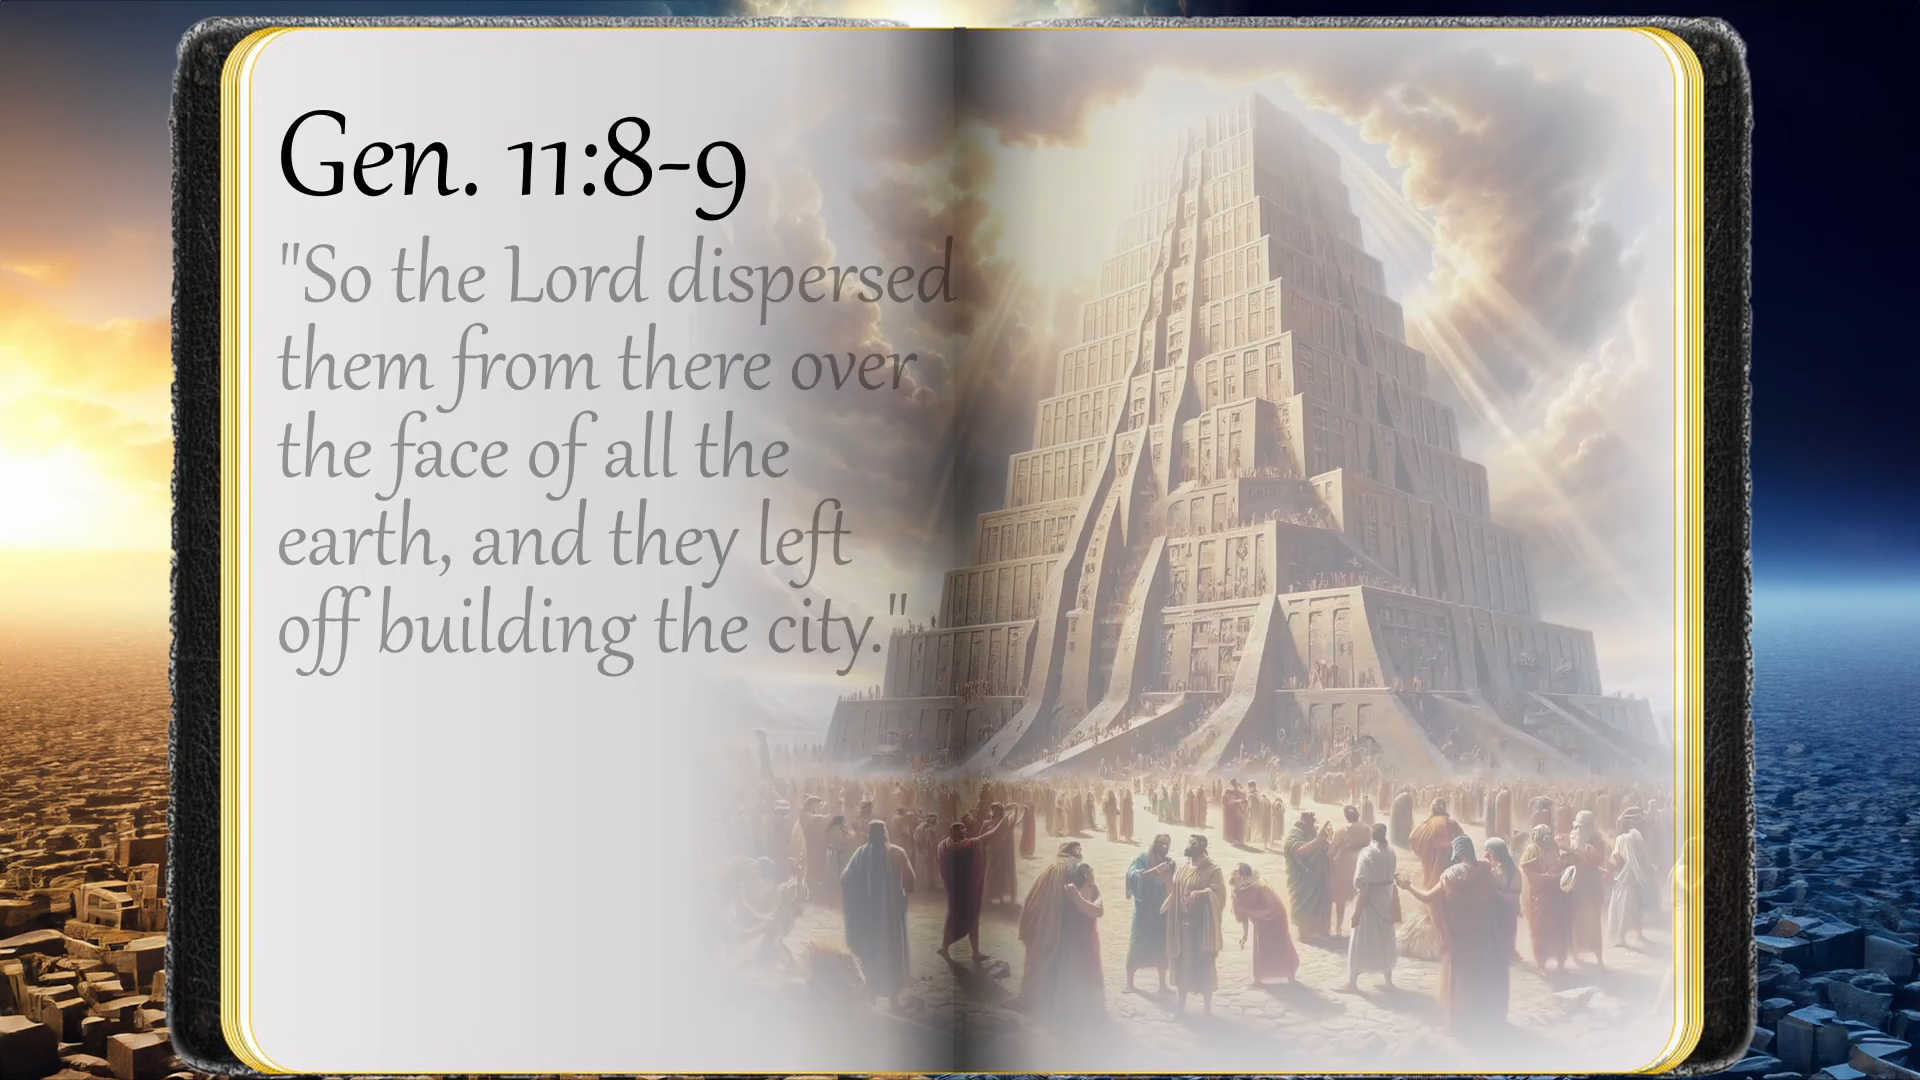 Gen. 11:8-9
"So the Lord dispersed
them from there over
the face of all the
earth, and they left
off building the city."